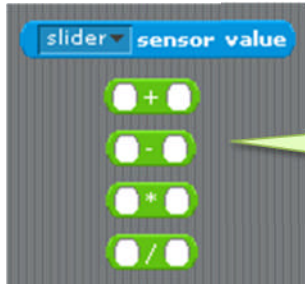 slider sensor value
+
-
*
/